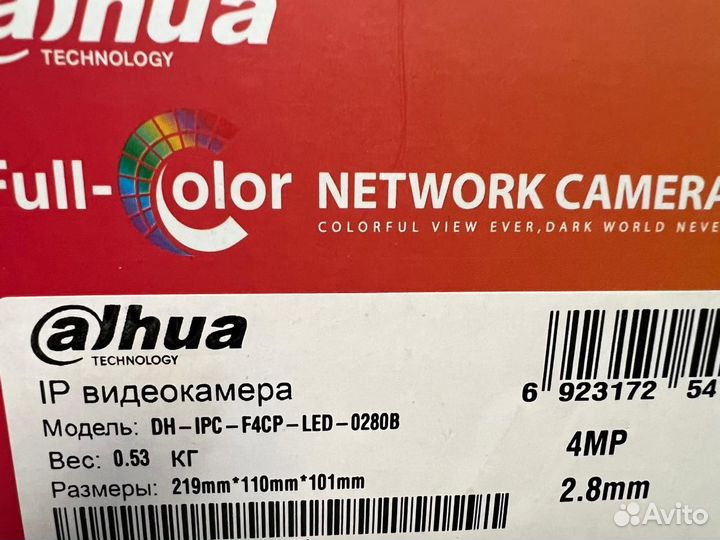 alhua
TECHNOLOGY
Full-Color NETWORK CAMERA
COLORFUL VIEW EVER, DARK WORLD NEVE
alhua
TECHNOLOGY
IP видеокамера
6 923172 54
Модель: DH-IPC-F4CP-LED-0280B
4MP
Вес: 0.53 КГ
Размеры: 219mm*110mm*101mm
2.8mm
Avito